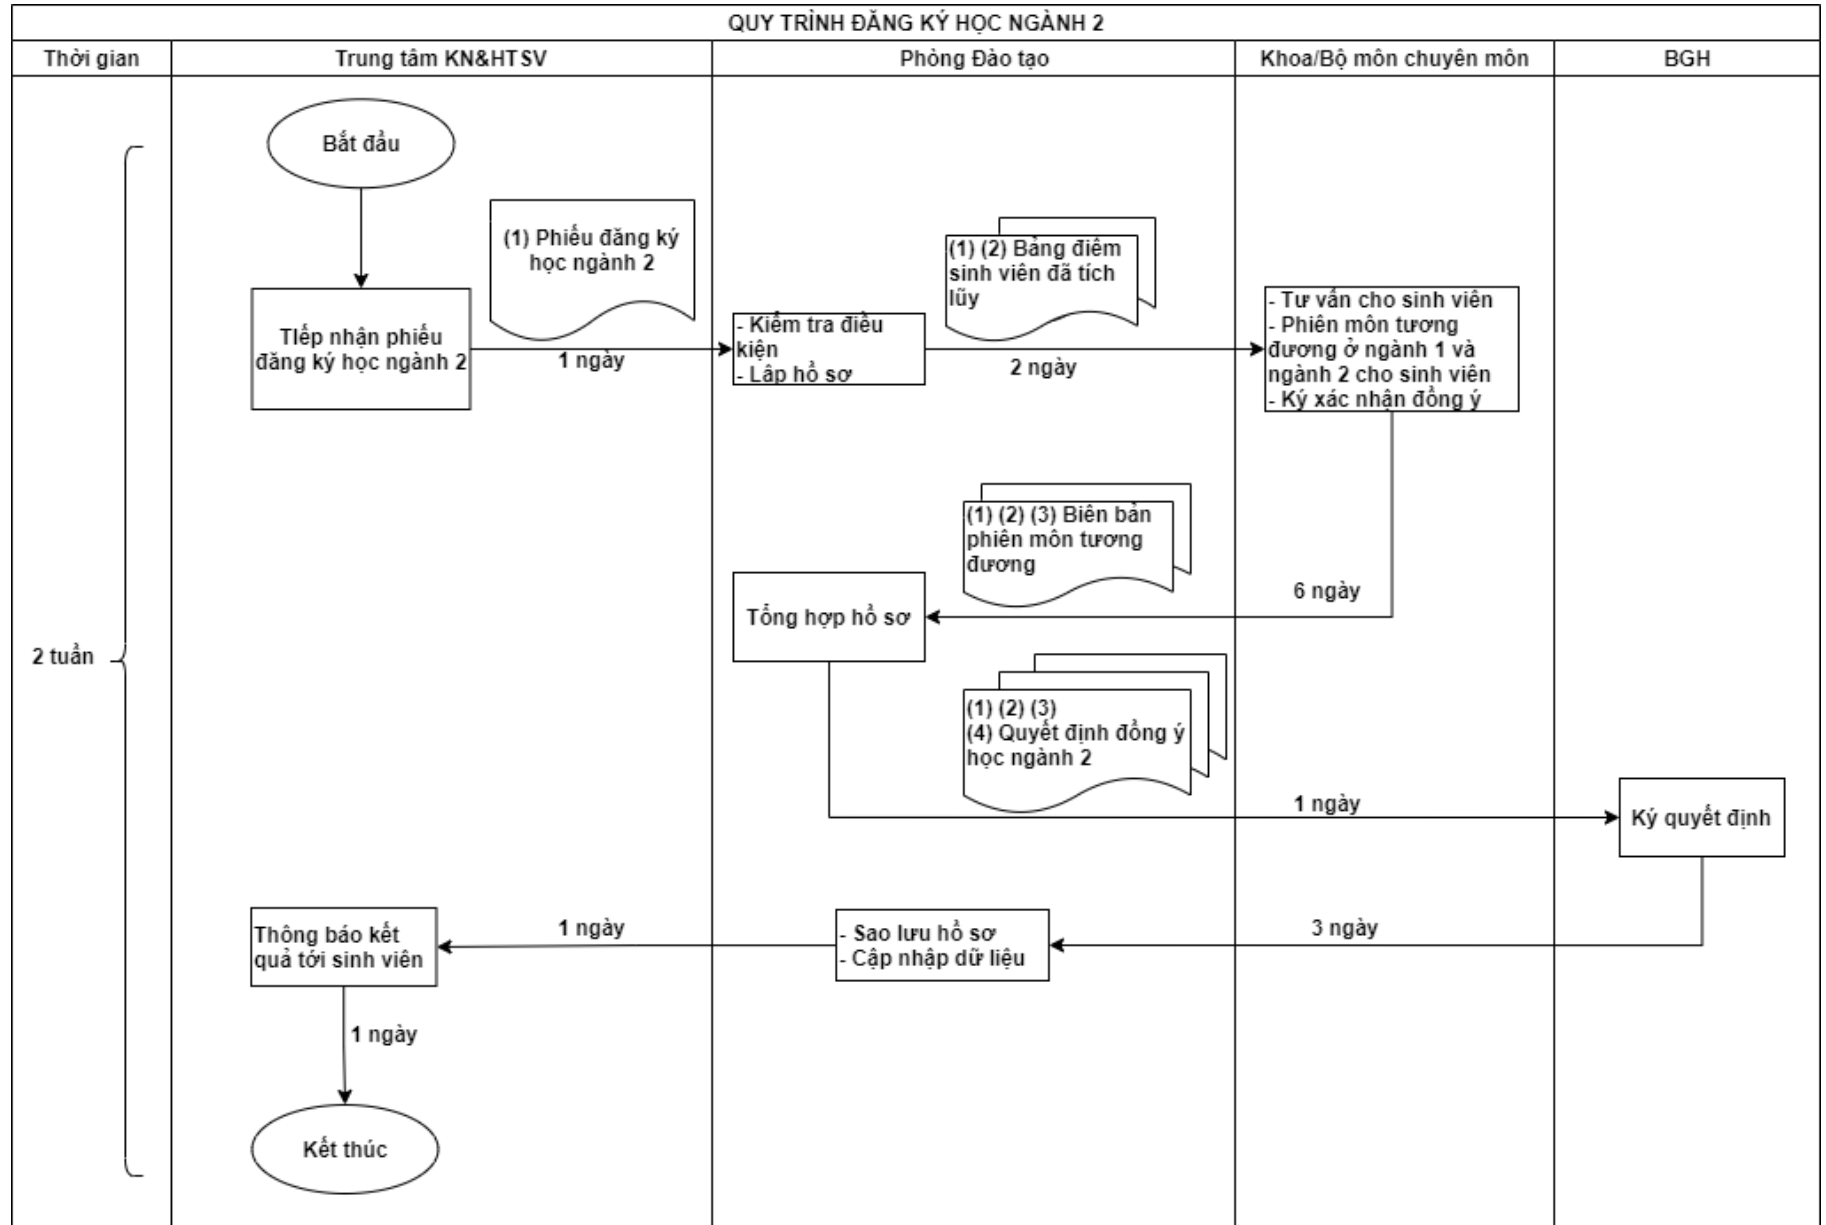 QUY TRÌNH ĐĂNG KÝ HỌC NGÀNH 2
Thời gian
Trung tâm KN&HTSV
Phòng Đào tạo
Khoa/Bộ môn chuyên môn
BGH
Bắt đầu
(1) Phiếu đăng ký
học ngành 2
(1) (2) Bảng điểm
sinh viên đã tích
lũy
TIếp nhận phiếu
đăng ký học ngành 2
1 ngày
- Kiểm tra điều
kiện
- Lập hồ sơ
2 ngày
- Tư vấn cho sinh viên
- Phiên môn tương
đương ở ngành 1 và
ngành 2 cho sinh viên
- Ký xác nhận đồng ý
(1) (2) (3) Biên bản
phiên môn tương
đương
6 ngày
Tổng hợp hồ sơ
2 tuần
(1) (2) (3)
(4) Quyết định đồng ý
học ngành 2
1 ngày
Ký quyết định
Thông báo kết
quả tới sinh viên
1 ngày
- Sao lưu hồ sơ
- Cập nhập dữ liệu
3 ngày
1 ngày
Kết thúc